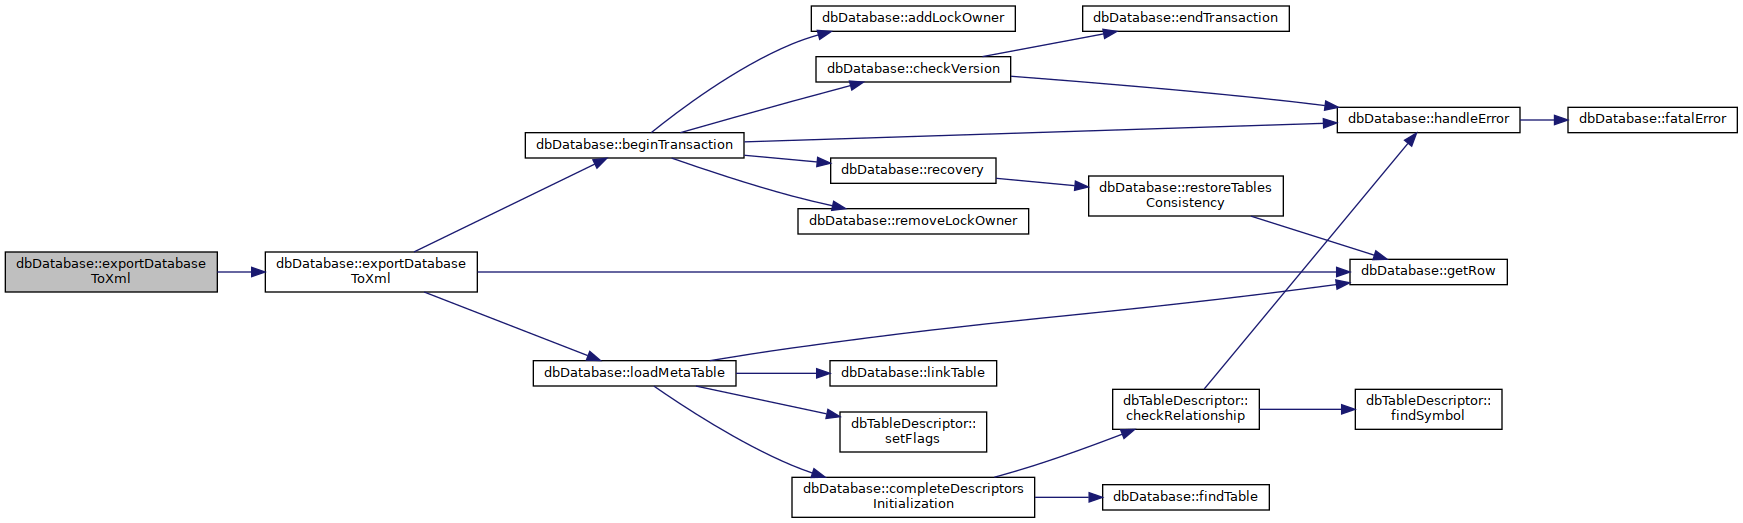 dbDatabase::addLockOwner
dbDatabase::endTransaction
dbDatabase::checkVersion
dbDatabase::handleError
dbDatabase::fatalError
dbDatabase::beginTransaction
dbDatabase::recovery
dbDatabase::restoreTables
Consistency
dbDatabase::removeLockOwner
dbDatabase::exportDatabase
ToXml
dbDatabase::exportDatabase
ToXml
dbDatabase::getRow
dbDatabase::loadMetaTable
dbDatabase::linkTable
dbTableDescriptor::
checkRelationship
dbTableDescriptor::
findSymbol
dbTableDescriptor::
setFlags
dbDatabase::completeDescriptors
Initialization
dbDatabase::findTable